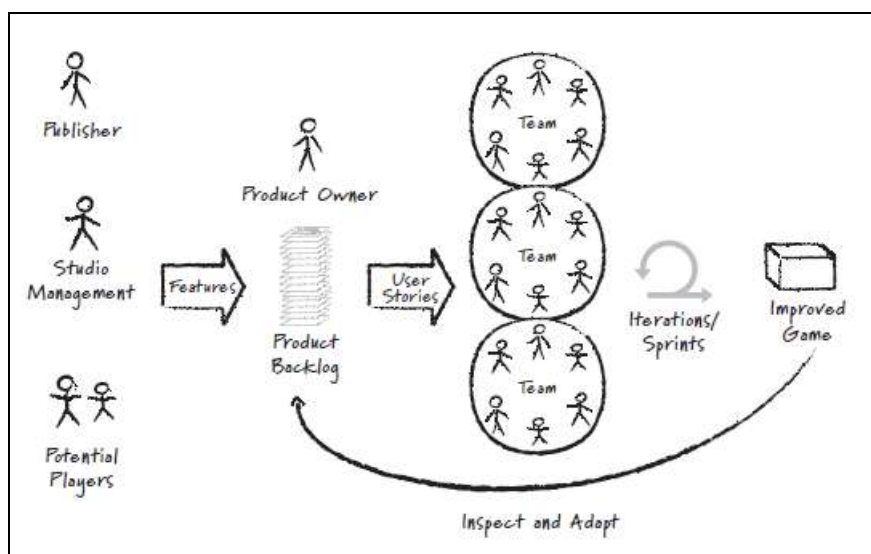 Publisher
Studio
Management
Potential
Players
Features
Product Owner
Product
Backlog
User
Stories
Team
Team
Team
Iterations/
Sprints
Improved
Game
Inspect and Adapt